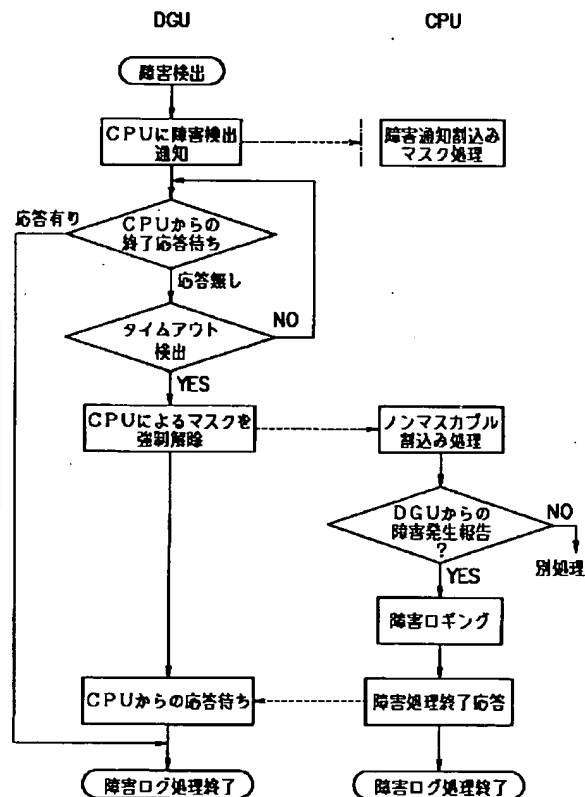 DGU
CPU
障害検出
CPUに障害検出
通知
障害通知割込み
マスク処理
応答有り
CPUからの
終了応答待ち
応答無し
タイムアウト
検出
NO
YES
CPUによるマスクを
強制解除
ノンマスカブル
割込み処理
DGUからの
障害発生報告
?
NO
別処理
YES
障害ロギング
CPUからの応答待ち
障害処理終了応答
障害ログ処理終了
障害ログ処理終了